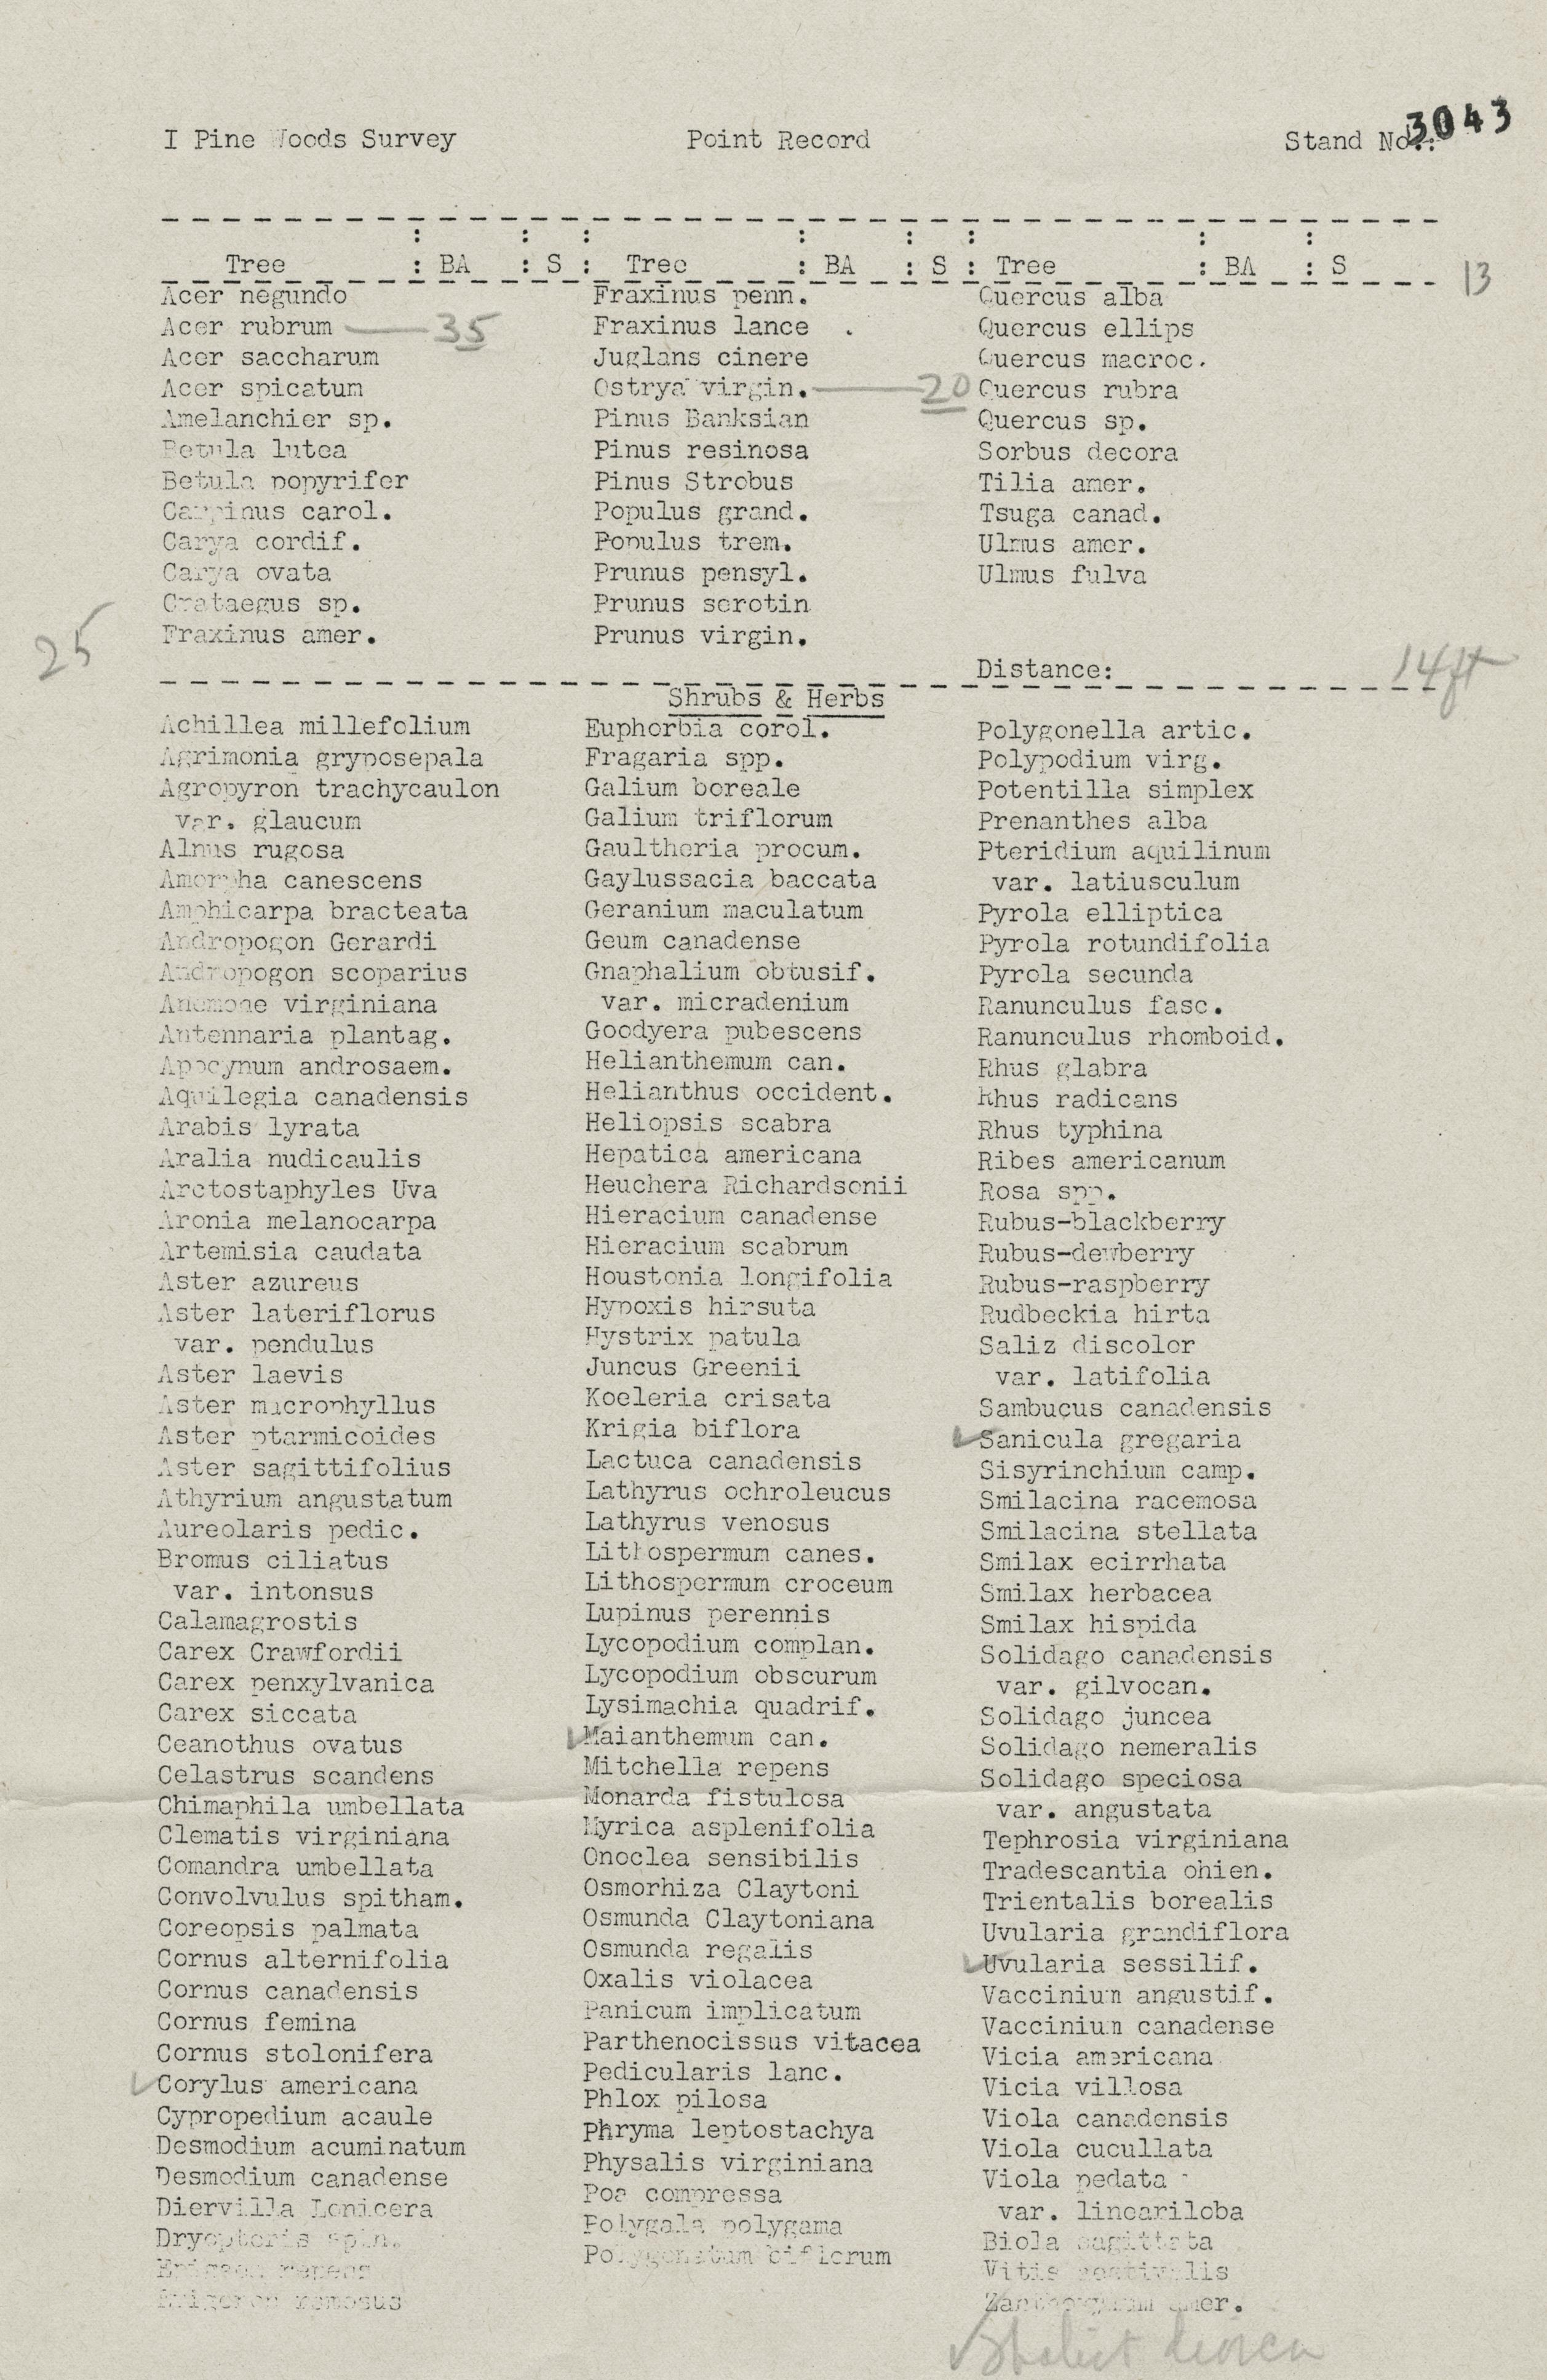 I Pine Woods Survey Point Record Stand No.: 3043
Tree : BA : S : Tree : BA : S : Tree : BA : S
13
Acer negundo
Acer rubrum — 35
Acer saccharum
Acer spicatum
Amelanchier sp.
Betula lutea
Betula popyrifer
Carpinus carol.
Carya cordif.
Carya ovata
Crataegus sp.
Fraxinus amer.
25
Fraxinus penn.
Fraxinus lance .
Juglans cinere
Ostrya virgin. — 20
Pinus Banksian
Pinus resinosa
Pinus Strobus
Populus grand.
Populus trem.
Prunus pensyl.
Prunus serotin
Prunus virgin.
Quercus alba
Quercus ellips
Quercus macroc.
Quercus rubra
Quercus sp.
Sorbus decora
Tilia amer.
Tsuga canad.
Ulmus amer.
Ulmus fulva
Distance: 14 ft
Shrubs & Herbs
Achillea millefolium
Agrimonia gryposepala
Agropyron trachycaulon
var. glaucum
Alnus rugosa
Amorpha canescens
Amphicarpa bracteata
Andropogon Gerardi
Andropogon scoparius
Anemone virginiana
Antennaria plantag.
Apocynum androsaem.
Aquilegia canadensis
Arabis lyrata
Aralia nudicaulis
Arctostaphyles Uva
Aronia melanocarpa
Artemisia caudata
Aster azureus
Aster lateriflorus
var. pendulus
Aster laevis
Aster macrophyllus
Aster ptarmicoides
Aster sagittifolius
Athyrium angustatum
Aureolaris pedic.
Bromus ciliatus
var. intonsus
Calamagrostis
Carex Crawfordii
Carex penxylvanica
Carex siccata
Ceanothus ovatus
Celastrus scandens
Chimaphila umbellata
Clematis virginiana
Comandra umbellata
Convolvulus spitham.
Coreopsis palmata
Cornus alternifolia
Cornus canadensis
Cornus femina
Cornus stolonifera
✓Corylus americana
Cypropedium acaule
Desmodium acuminatum
Desmodium canadense
Diervilla Lonicera
Dryopteris spin.
Epigaea repens
Erigeron ramosus
Euphorbia corol.
Fragaria spp.
Galium boreale
Galium triflorum
Gaultheria procum.
Gaylussacia baccata
Geranium maculatum
Geum canadense
Gnaphalium obtusif.
var. micradenium
Goodyera pubescens
Helianthemum can.
Helianthus occident.
Heliopsis scabra
Hepatica americana
Heuchera Richardsonii
Hieracium canadense
Hieracium scabrum
Houstonia longifolia
Hypoxis hirsuta
Hystrix patula
Juncus Greenii
Koeleria crisata
Krigia biflora
Lactuca canadensis
Lathyrus ochroleucus
Lathyrus venosus
Lithospermum canes.
Lithospermum croceum
Lupinus perennis
Lycopodium complan.
Lycopodium obscurum
Lysimachia quadrif.
✓Maianthemum can.
Mitchella repens
Monarda fistulosa
Myrica asplenifolia
Onoclea sensibilis
Osmorhiza Claytoni
Osmunda Claytoniana
Osmunda regalis
Oxalis violacea
Panicum implicatum
Parthenocissus vitacea
Pedicularis lanc.
Phlox pilosa
Phryma leptostachya
Physalis virginiana
Poa compressa
Polygala polygama
Polygonatum biflorum
Polygonella artic.
Polypodium virg.
Potentilla simplex
Prenanthes alba
Pteridium aquilinum
var. latiusculum
Pyrola elliptica
Pyrola rotundifolia
Pyrola secunda
Ranunculus fasc.
Ranunculus rhomboid.
Rhus glabra
Rhus radicans
Rhus typhina
Ribes americanum
Rosa spp.
Rubus-blackberry
Rubus-dewberry
Rubus-raspberry
Rudbeckia hirta
Saliz discolor
var. latifolia
Sambucus canadensis
✓Sanicula gregaria
Sisyrinchium camp.
Smilacina racemosa
Smilacina stellata
Smilax ecirrhata
Smilax herbacea
Smilax hispida
Solidago canadensis
var. gilvocan.
Solidago juncea
Solidago nemeralis
Solidago speciosa
var. angustata
Tephrosia virginiana
Tradescantia ohien.
Trientalis borealis
Uvularia grandiflora
✓Uvularia sessilif.
Vaccinium angustif.
Vaccinium canadense
Vicia americana
Vicia villosa
Viola canadensis
Viola cucullata
Viola pedata
var. lineariloba
Biola sagittata
Vitis aestivalis
Zanthoxylum amer.